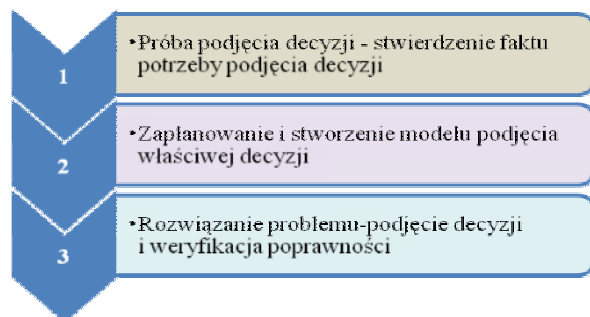 1
•Próba podjęcia decyzji - stwierdzenie faktu
potrzeby podjęcia decyzji
2
•Zaplanowanie i stworzenie modelu podjęcia
właściwej decyzji
3
•Rozwiązanie problemu-podjęcie decyzji
i weryfikacja poprawności